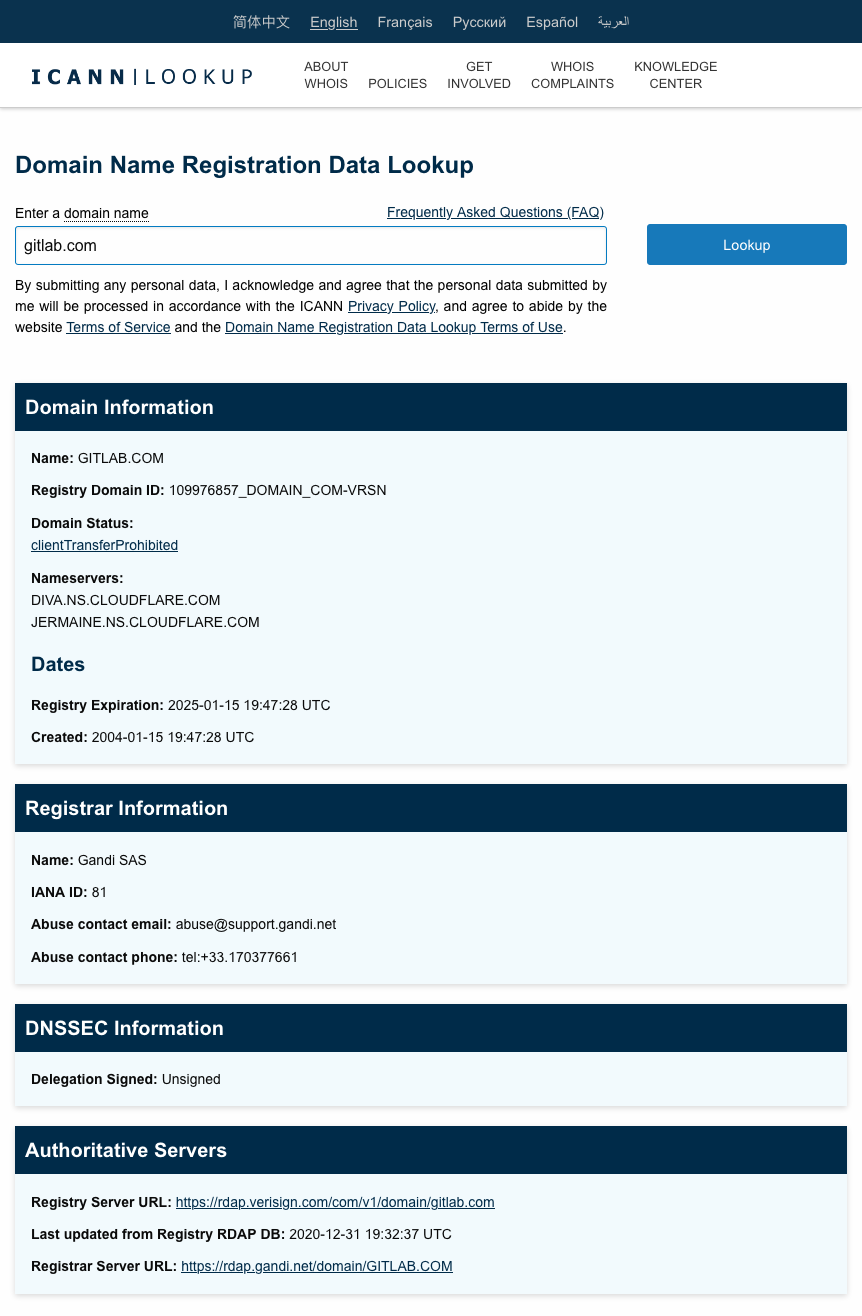 简体中文 English Français Русский Español العربية
ICANN|LOOKUP
ABOUT WHOIS
POLICIES
GET INVOLVED
WHOIS COMPLAINTS
KNOWLEDGE CENTER
Domain Name Registration Data Lookup
Enter a domain name
Frequently Asked Questions (FAQ)
gitlab.com
Lookup
By submitting any personal data, I acknowledge and agree that the personal data submitted by
me will be processed in accordance with the ICANN Privacy Policy, and agree to abide by the
website Terms of Service and the Domain Name Registration Data Lookup Terms of Use.
Domain Information
Name: GITLAB.COM
Registry Domain ID: 109976857_DOMAIN_COM-VRSN
Domain Status:
clientTransferProhibited
Nameservers:
DIVA.NS.CLOUDFLARE.COM
JERMAINE.NS.CLOUDFLARE.COM
Dates
Registry Expiration: 2025-01-15 19:47:28 UTC
Created: 2004-01-15 19:47:28 UTC
Registrar Information
Name: Gandi SAS
IANA ID: 81
Abuse contact email: abuse@support.gandi.net
Abuse contact phone: tel:+33.170377661
DNSSEC Information
Delegation Signed: Unsigned
Authoritative Servers
Registry Server URL: https://rdap.verisign.com/com/v1/domain/gitlab.com
Last updated from Registry RDAP DB: 2020-12-31 19:32:37 UTC
Registrar Server URL: https://rdap.gandi.net/domain/GITLAB.COM